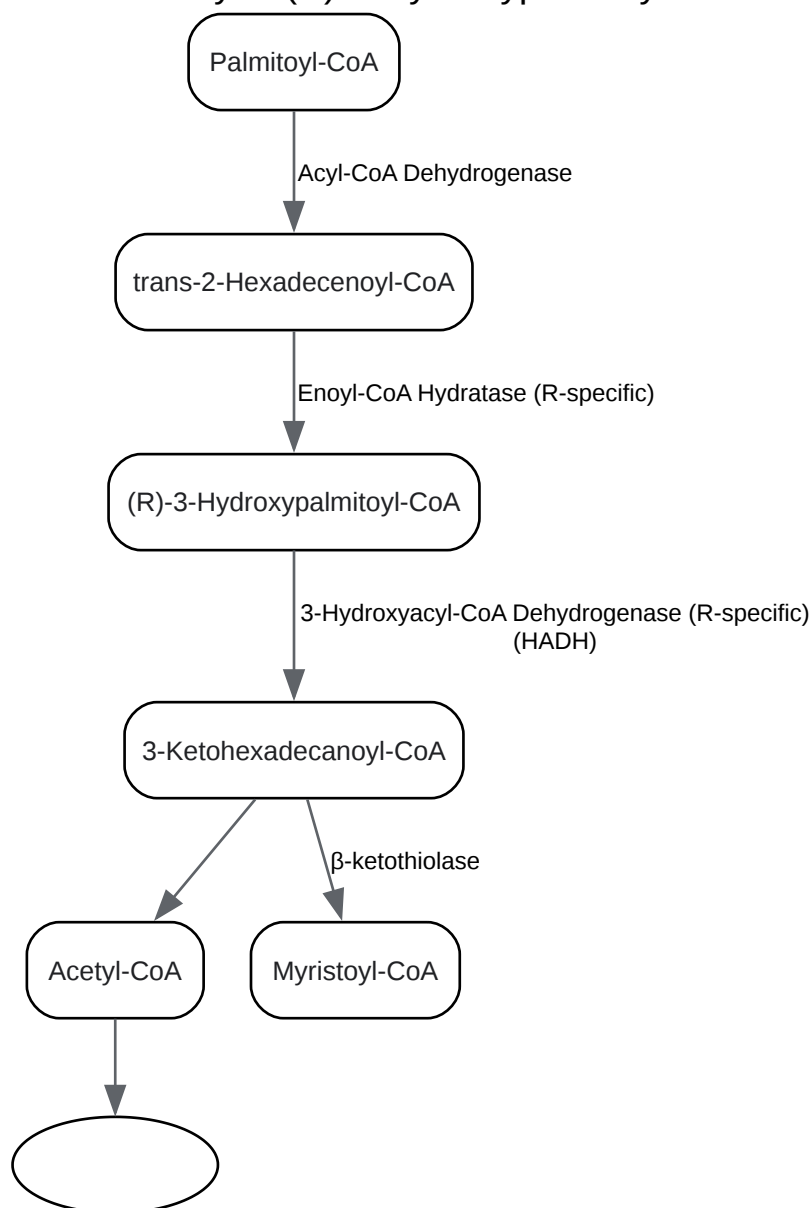 Palmitoyl-CoA
Acyl-CoA Dehydrogenase
trans-2-Hexadecenoyl-CoA
Enoyl-CoA Hydratase (R-specific)
(R)-3-Hydroxypalmitoyl-CoA
3-Hydroxyacyl-CoA Dehydrogenase (R-specific)
(HADH)
3-Ketohexadecanoyl-CoA
β-ketothiolase
Acetyl-CoA
Myristoyl-CoA